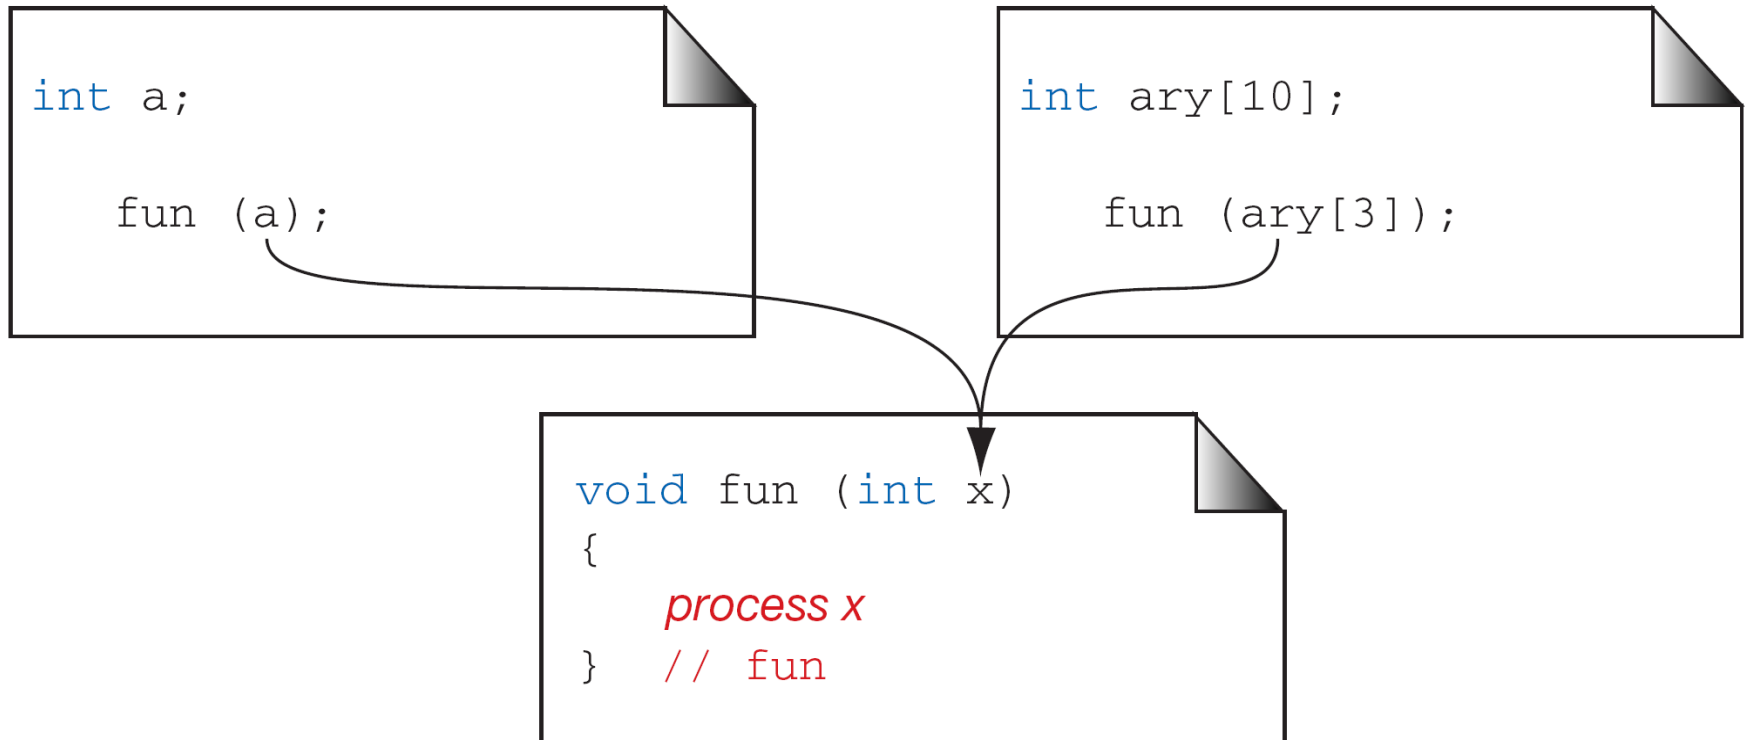 int a;
fun (a);
int ary[10];
fun (ary[3]);
void fun (int x)
{
process x
} // fun